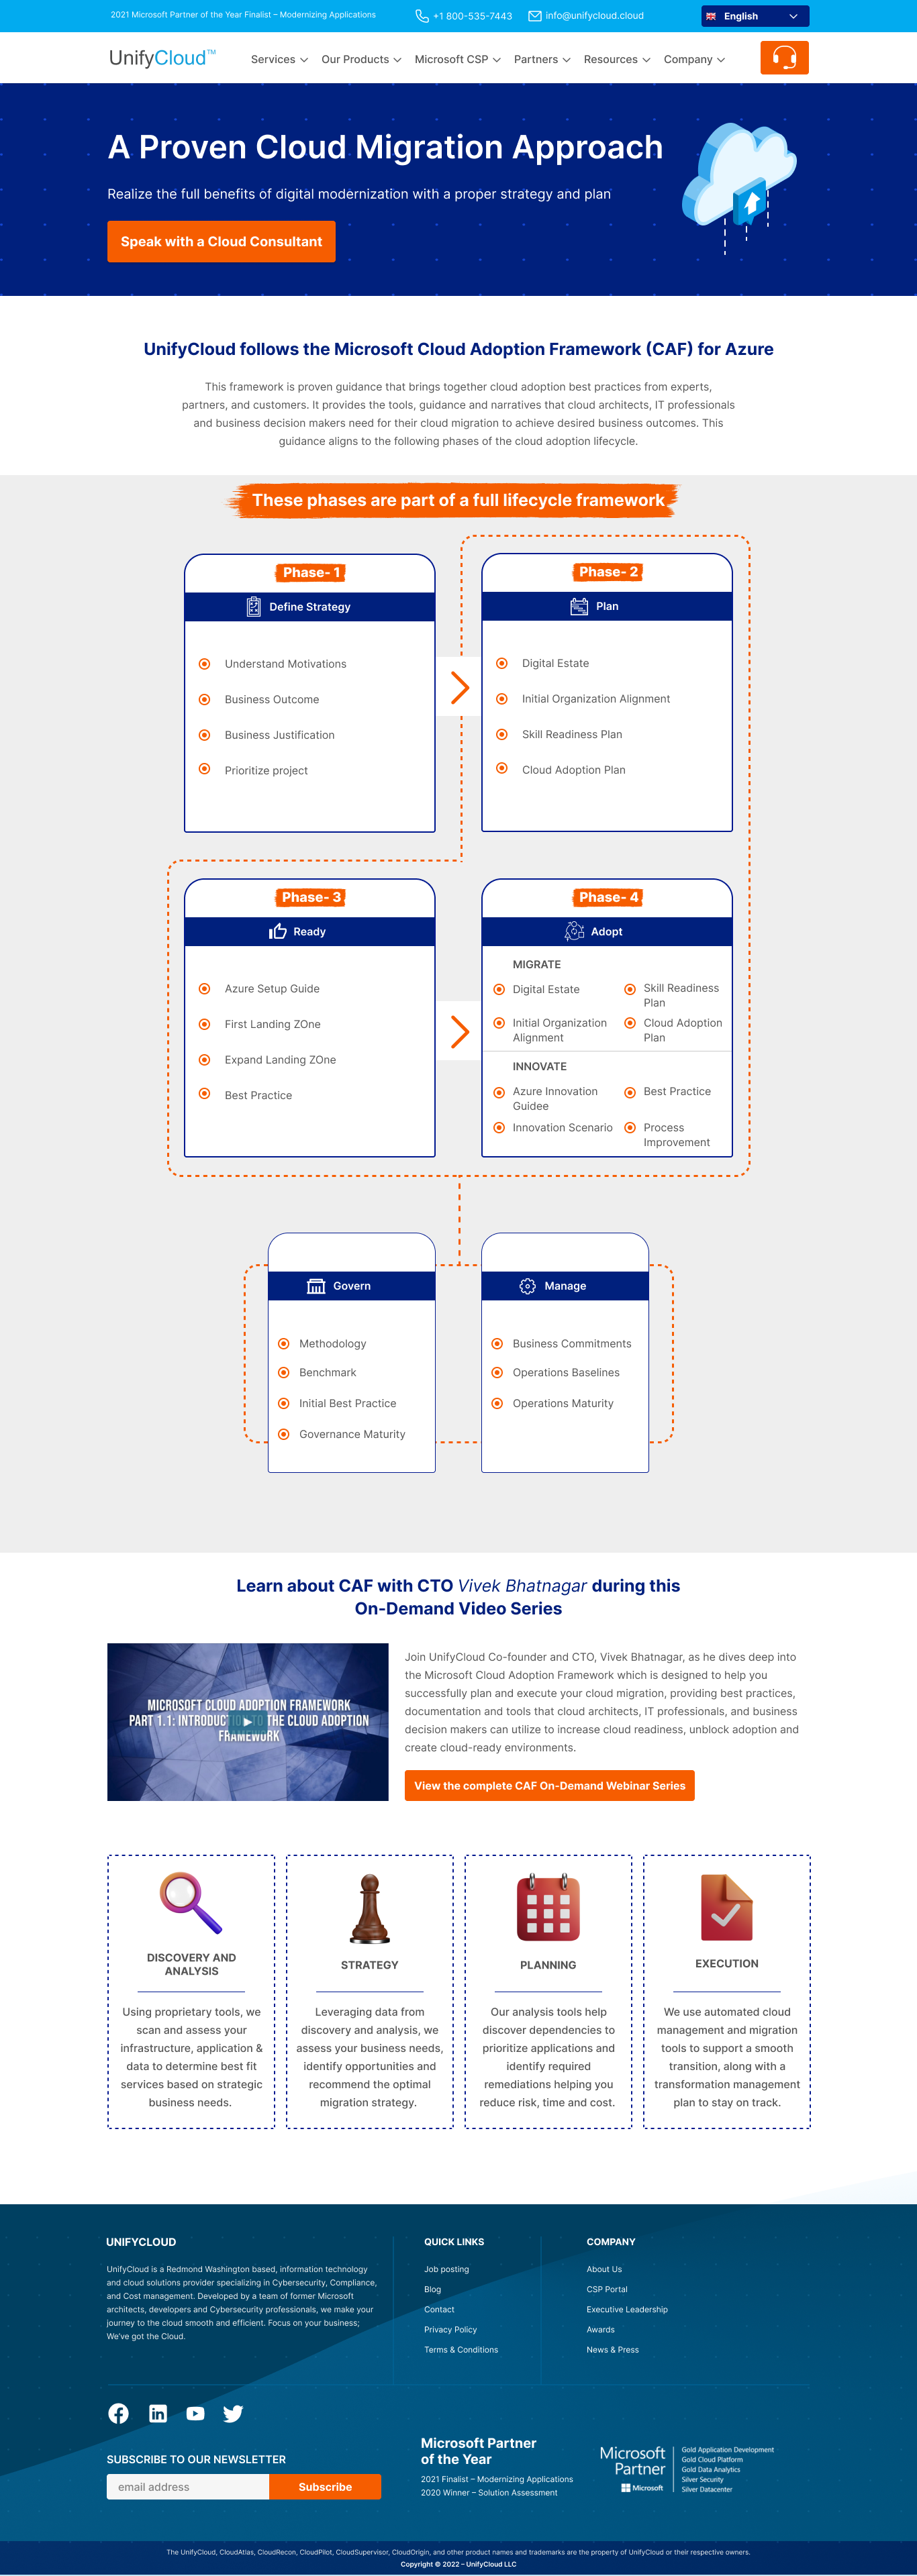 2021 Microsoft Partner of the Year Finalist – Modernizing Applications
+1 800-535-7443
info@unifycloud.cloud
English
UnifyCloud™
Services
Our Products
Microsoft CSP
Partners
Resources
Company
A Proven Cloud Migration Approach
Realize the full benefits of digital modernization with a proper strategy and plan
Speak with a Cloud Consultant
UnifyCloud follows the Microsoft Cloud Adoption Framework (CAF) for Azure
This framework is proven guidance that brings together cloud adoption best practices from experts,
partners, and customers. It provides the tools, guidance and narratives that cloud architects, IT professionals
and business decision makers need for their cloud migration to achieve desired business outcomes. This
guidance aligns to the following phases of the cloud adoption lifecycle.
These phases are part of a full lifecycle framework
Phase- 1
Define Strategy
Understand Motivations
Business Outcome
Business Justification
Prioritize project
Phase- 2
Plan
Digital Estate
Initial Organization Alignment
Skill Readiness Plan
Cloud Adoption Plan
Phase- 3
Ready
Azure Setup Guide
First Landing ZOne
Expand Landing ZOne
Best Practice
Phase- 4
Adopt
MIGRATE
Digital Estate
Skill Readiness
Plan
Initial Organization
Alignment
Cloud Adoption
Plan
INNOVATE
Azure Innovation
Guidee
Best Practice
Innovation Scenario
Process
Improvement
Govern
Methodology
Benchmark
Initial Best Practice
Governance Maturity
Manage
Business Commitments
Operations Baselines
Operations Maturity
Learn about CAF with CTO Vivek Bhatnagar during this
On-Demand Video Series
MICROSOFT CLOUD ADOPTION FRAMEWORK
PART 1.1: INTRODUCTION TO THE CLOUD ADOPTION
FRAMEWORK
Join UnifyCloud Co-founder and CTO, Vivek Bhatnagar, as he dives deep into
the Microsoft Cloud Adoption Framework which is designed to help you
successfully plan and execute your cloud migration, providing best practices,
documentation and tools that cloud architects, IT professionals, and business
decision makers can utilize to increase cloud readiness, unblock adoption and
create cloud-ready environments.
View the complete CAF On-Demand Webinar Series
DISCOVERY AND
ANALYSIS
Using proprietary tools, we
scan and assess your
infrastructure, application &
data to determine best fit
services based on strategic
business needs.
STRATEGY
Leveraging data from
discovery and analysis, we
assess your business needs,
identify opportunities and
recommend the optimal
migration strategy.
PLANNING
Our analysis tools help
discover dependencies to
prioritize applications and
identify required
remediations helping you
reduce risk, time and cost.
EXECUTION
We use automated cloud
management and migration
tools to support a smooth
transition, along with a
transformation management
plan to stay on track.
UNIFYCLOUD
UnifyCloud is a Redmond Washington based, information technology
and cloud solutions provider specializing in Cybersecurity, Compliance,
and Cost management. Developed by a team of former Microsoft
architects, developers and Cybersecurity professionals, we make your
journey to the cloud smooth and efficient. Focus on your business;
We've got the Cloud.
QUICK LINKS
Job posting
Blog
Contact
Privacy Policy
Terms & Conditions
COMPANY
About Us
CSP Portal
Executive Leadership
Awards
News & Press
SUBSCRIBE TO OUR NEWSLETTER
email address
Subscribe
Microsoft Partner
of the Year
2021 Finalist – Modernizing Applications
2020 Winner – Solution Assessment
Microsoft
Partner
Microsoft
Gold Application Development
Gold Cloud Platform
Gold Data Analytics
Silver Security
Silver Datacenter
The UnifyCloud, CloudAtlas, CloudRecon, CloudPilot, CloudSupervisor, CloudOrigin, and other product names and trademarks are the property of UnifyCloud or their respective owners.
Copyright © 2022 – UnifyCloud LLC